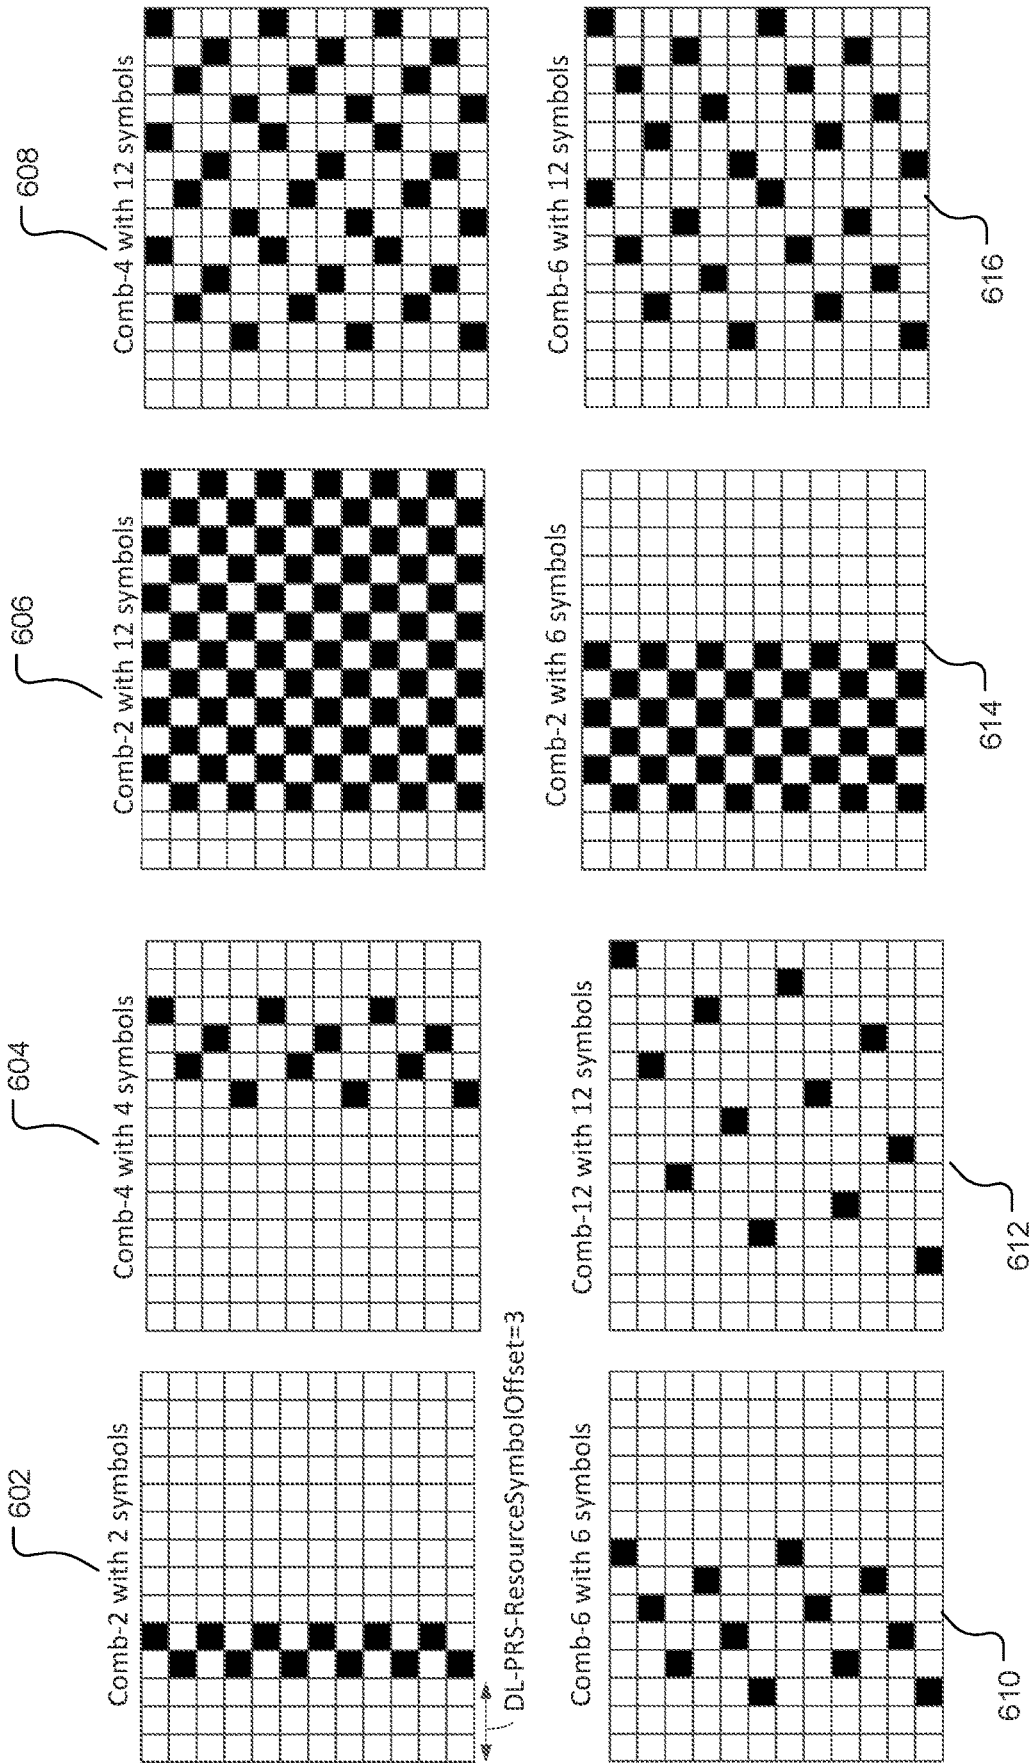 602
Comb-2 with 2 symbols
604
Comb-4 with 4 symbols
606
Comb-2 with 12 symbols
608
Comb-4 with 12 symbols
DL-PRS-ResourceSymbolOffset=3
Comb-6 with 6 symbols
610
Comb-12 with 12 symbols
612
Comb-2 with 6 symbols
614
Comb-6 with 12 symbols
616